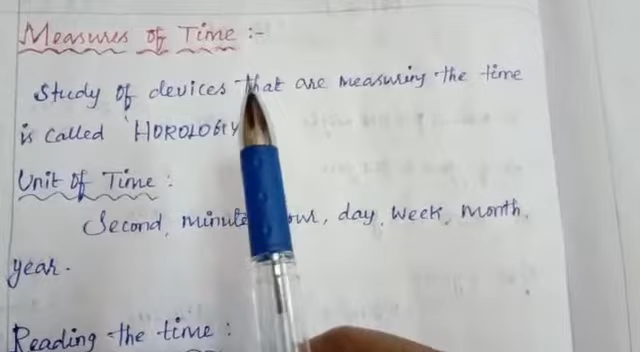 Measures of Time :-
Study of devices that are measuring the time
is called 'HOROLOGY
Unit of Time :
Second, minute, hour, day, week, month,
year.
Reading the time :